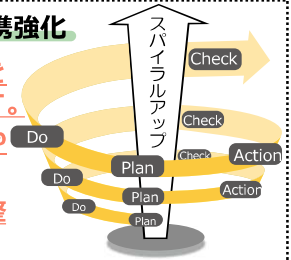 携強化
スパイラルアップ
Check
Check
Check
Do
Plan
Action
Do
Plan
Action
Do
Plan